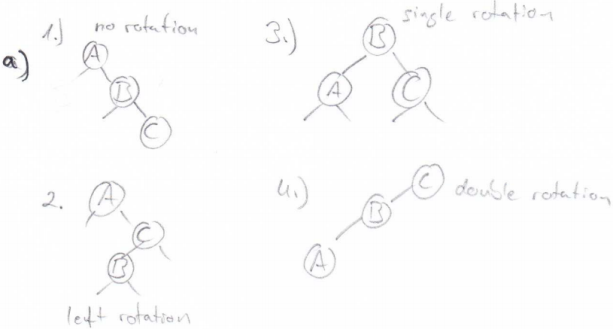 a)
1.) no rotation
A
B
C
2.
A
C
B
left rotation
3.) single rotation
B
A C
4.) double rotation
C
B
A